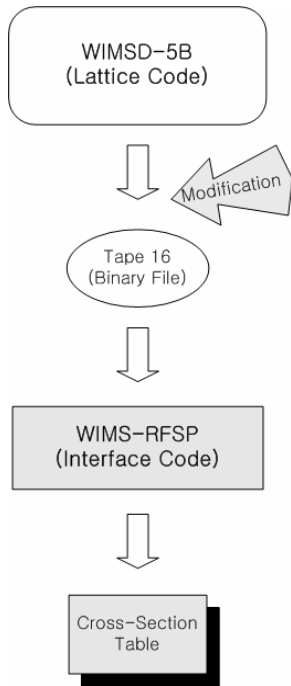 WIMSD-5B
(Lattice Code)
Modification
Tape 16
(Binary File)
WIMS-RFSP
(Interface Code)
Cross-Section
Table